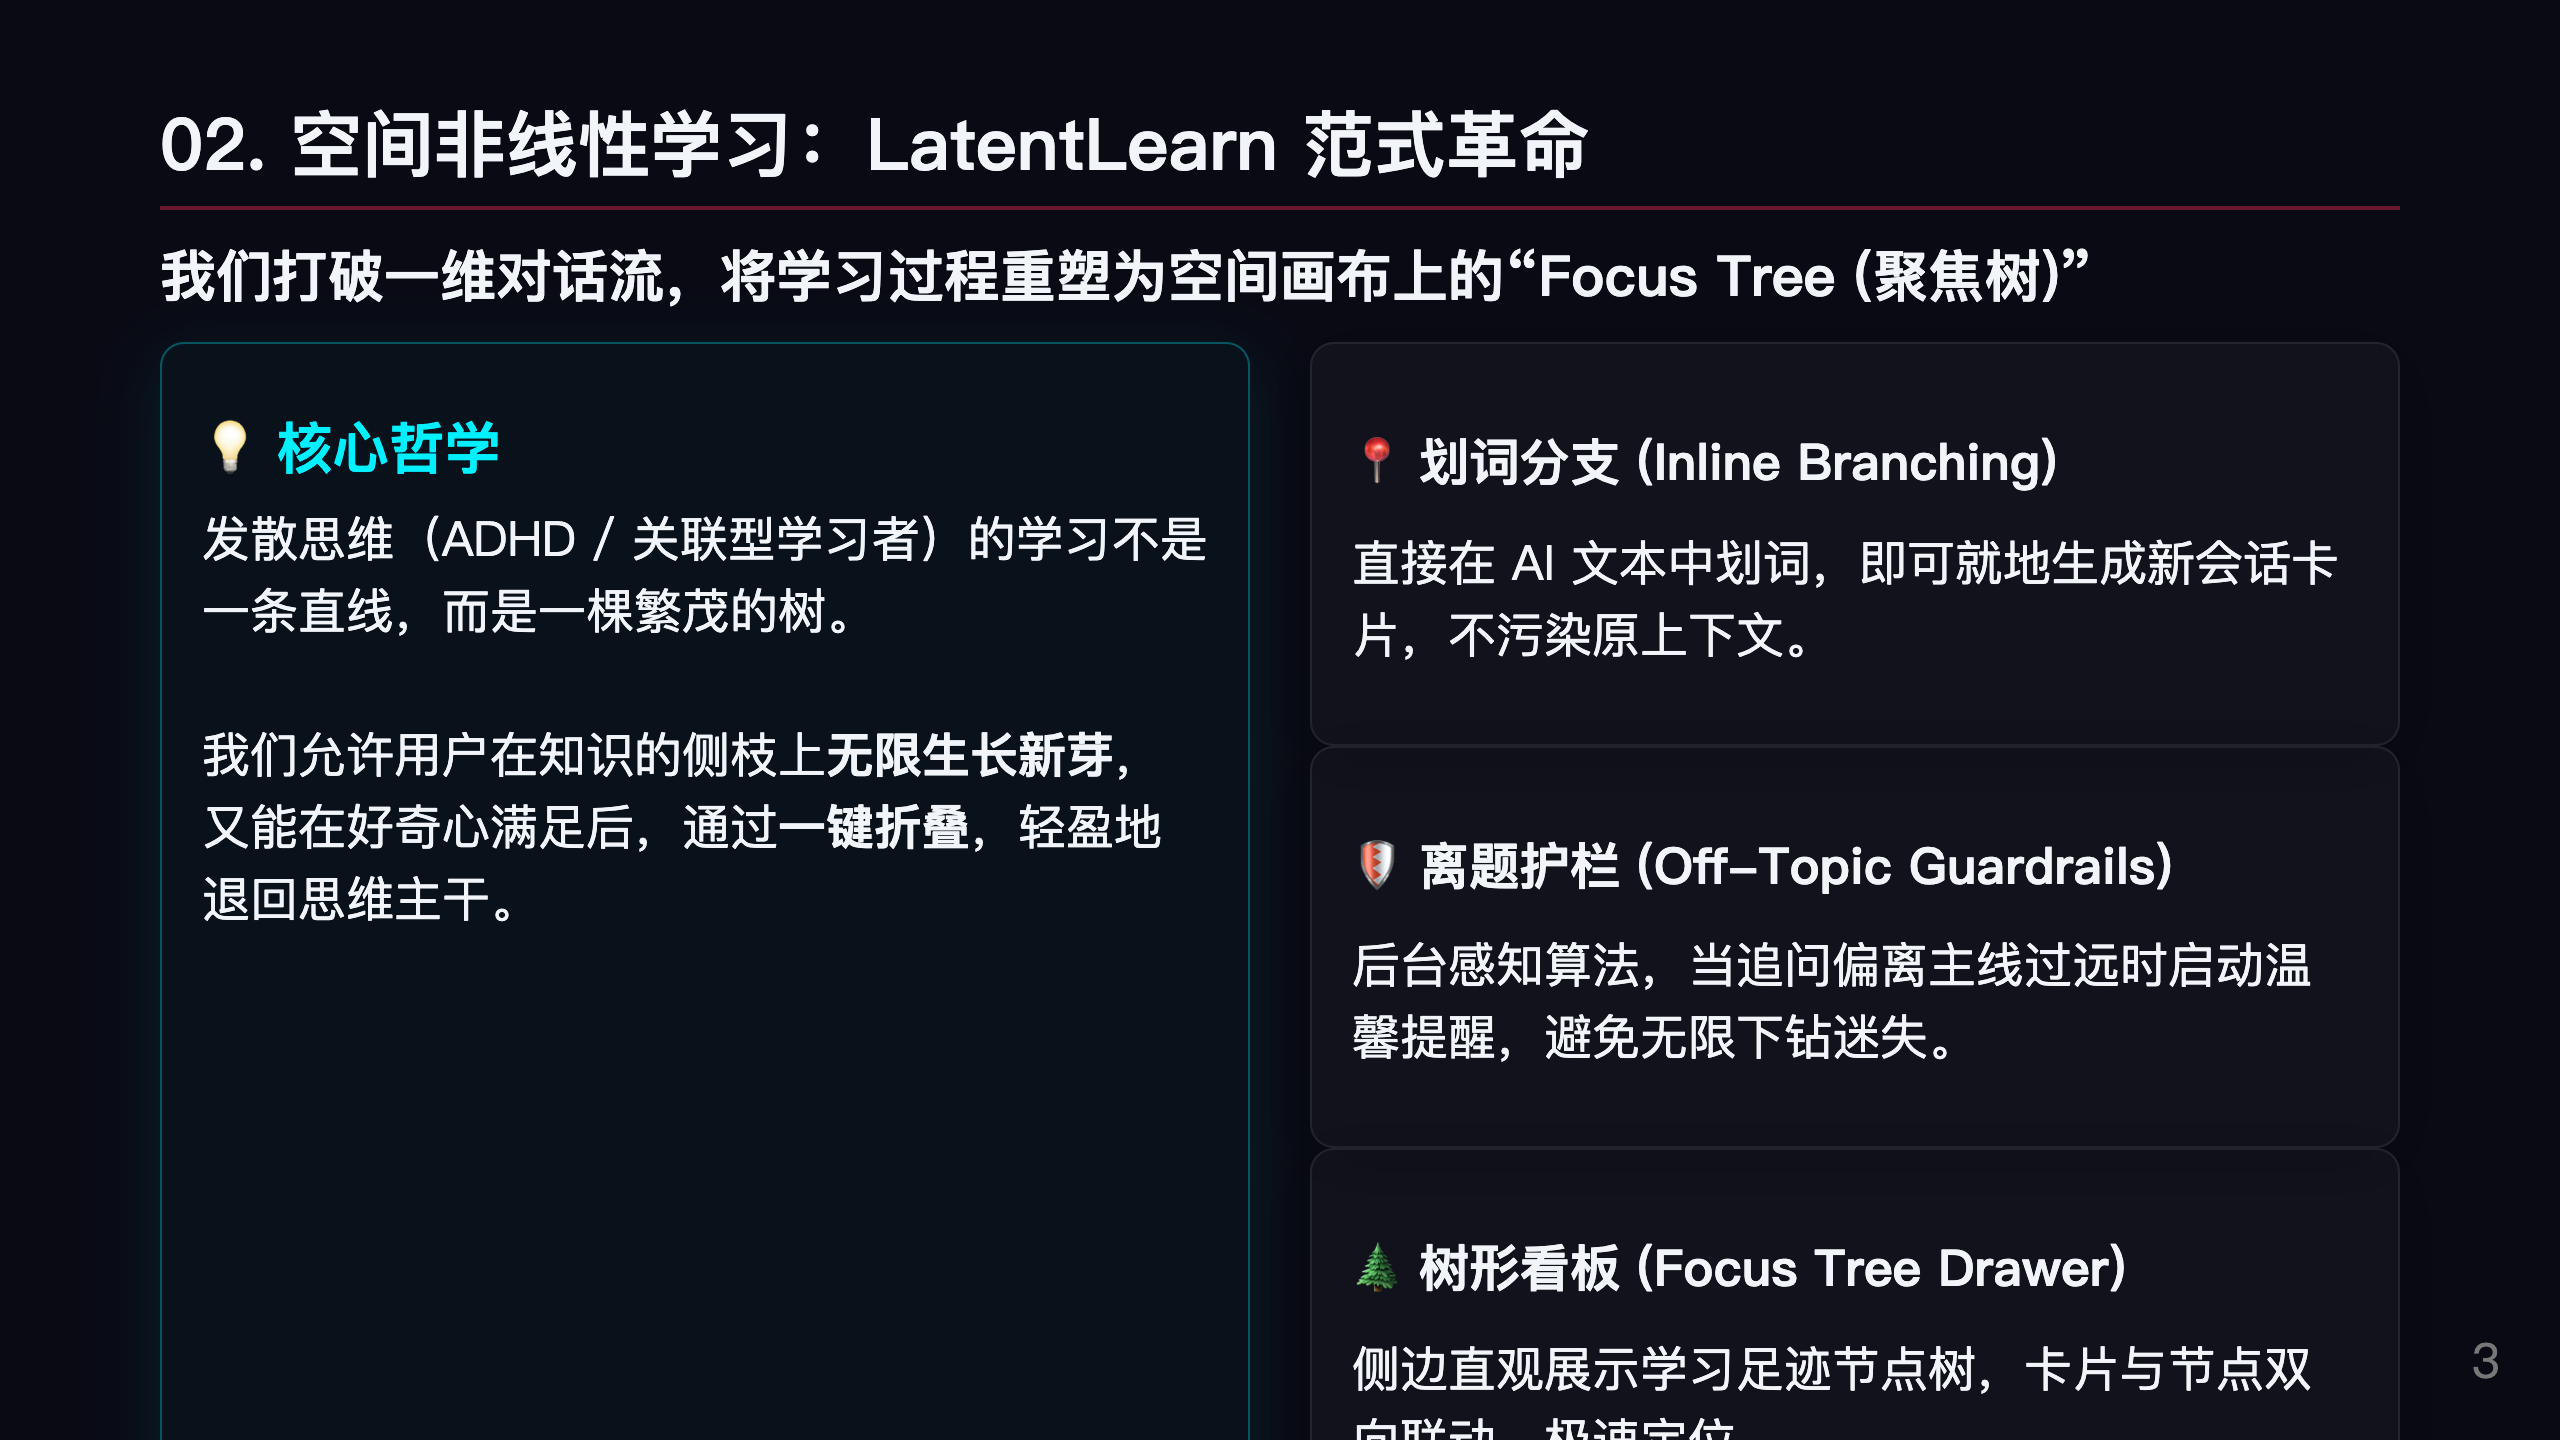 02. 空间非线性学习：LatentLearn 范式革命
我们打破一维对话流，将学习过程重塑为空间画布上的“Focus Tree (聚焦树)”
💡 核心哲学
发散思维（ADHD / 关联型学习者）的学习不是
一条直线，而是一棵繁茂的树。
我们允许用户在知识的侧枝上无限生长新芽，
又能在好奇心满足后，通过一键折叠，轻盈地
退回思维主干。
📍 划词分支 (Inline Branching)
直接在 AI 文本中划词，即可就地生成新会话卡
片，不污染原上下文。
🛡️ 离题护栏 (Off-Topic Guardrails)
后台感知算法，当追问偏离主线过远时启动温
馨提醒，避免无限下钻迷失。
🌲 树形看板 (Focus Tree Drawer)
侧边直观展示学习足迹节点树，卡片与节点双
向联动，极速定位
3